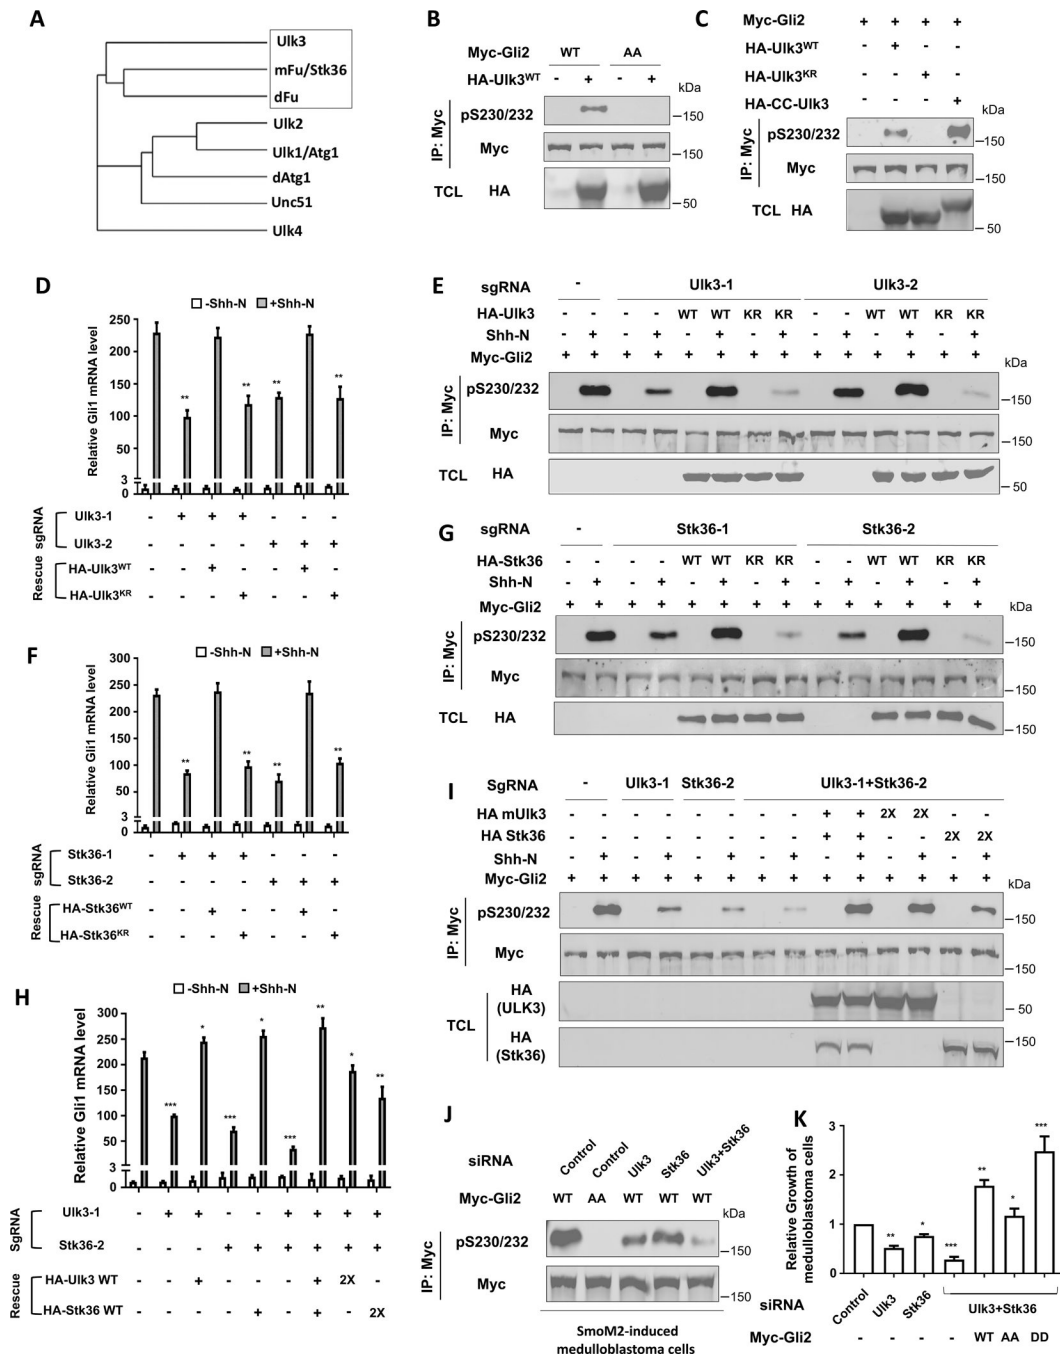 A
Ulk3
mFu/Stk36
dFu
Ulk2
Ulk1/Atg1
dAtg1
Unc51
Ulk4
B
Myc-Gli2 WT AA
HA-Ulk3WT - + - +
kDa
IP: Myc
pS230/232 150
Myc 150
TCL HA 50
C
Myc-Gli2 + + + +
HA-Ulk3WT +
HA-Ulk3KR +
HA-CC-Ulk3 + kDa
IP: Myc
pS230/232 150
Myc 150
TCL HA 50
D
-Shh-N +Shh-N
Relative Gli1 mRNA level
250
200
150
100
50
3
0
** ** ** **
sgRNA
Ulk3-1 - + + + - - -
Ulk3-2 - - - - + + +
Rescue
HA-Ulk3WT - - + - - + -
HA-Ulk3KR - - - + - - +
E
sgRNA - Ulk3-1 Ulk3-2
HA-Ulk3 - - - - WT WT KR KR - - WT WT KR KR
Shh-N - + - + - + - + - + - + - +
Myc-Gli2 + + + + + + + + + + + + + +
kDa
IP: Myc
pS230/232 150
Myc 150
TCL HA 50
F
-Shh-N +Shh-N
Relative Gli1 mRNA level
300
250
200
150
100
50
3
0
** ** ** **
sgRNA
Stk36-1 - + + + - - -
Stk36-2 - - - - + + +
Rescue
HA-Stk36WT - - + - - + -
HA-Stk36KR - - - + - - +
G
sgRNA - Stk36-1 Stk36-2
HA-Stk36 - - - - WT WT KR KR - - WT WT KR KR
Shh-N - + - + - + - + - + - + - +
Myc-Gli2 + + + + + + + + + + + + + +
kDa
IP: Myc
pS230/232 150
Myc 150
TCL HA 150
H
-Shh-N +Shh-N
Relative Gli1 mRNA level
300
250
200
150
100
50
3
0
*** * *** * *** ** * **
SgRNA
Ulk3-1 - + + - - + + + +
Stk36-2 - - - + + + + + +
Rescue
HA-Ulk3 WT - - + - - - + 2X -
HA-Stk36 WT - - - - + - + - 2X
I
SgRNA - Ulk3-1 Stk36-2 Ulk3-1+Stk36-2
HA mUlk3 - - - - - - - - + + 2X 2X - -
HA Stk36 - - - - - - - - + + - - 2X 2X
Shh-N - + - + - + - + - + - + - +
Myc-Gli2 + + + + + + + + + + + + + +
kDa
IP: Myc
pS230/232 150
Myc 150
TCL
HA (ULK3) 50
HA (Stk36) 150
J
siRNA Control Control Ulk3 Stk36 Ulk3+Stk36
Myc-Gli2 WT AA WT WT WT
kDa
IP: Myc
pS230/232 150
Myc 150
SmoM2-induced
medulloblastoma cells
K
Relative Growth of
medulloblastoma cells
3
2
1
0
** * *** ** * ***
siRNA Control Ulk3 Stk36 Ulk3+Stk36
Myc-Gli2 - - - - WT AA DD